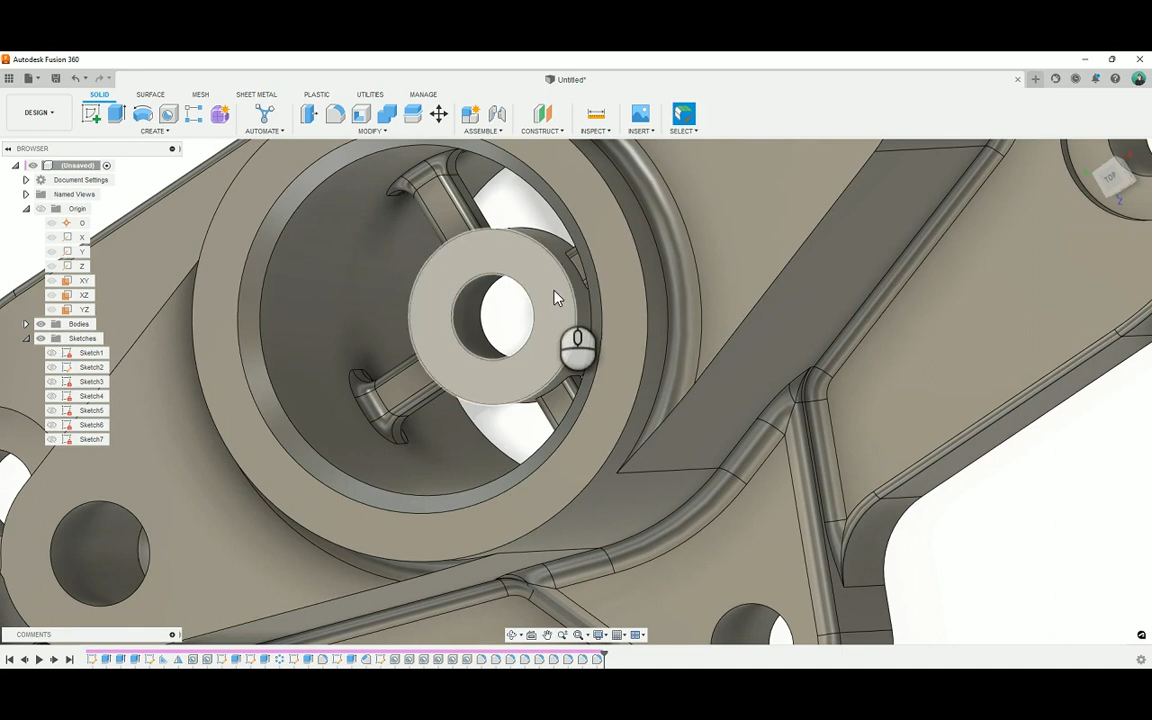 Autodesk Fusion 360
Untitled*
DESIGN
SOLID
SURFACE
MESH
SHEET METAL
PLASTIC
UTILITIES
MANAGE
CREATE
AUTOMATE
MODIFY
ASSEMBLE
CONSTRUCT
INSPECT
INSERT
SELECT
BROWSER
(Unsaved)
Document Settings
Named Views
Origin
O
X
Y
Z
XY
XZ
YZ
Bodies
Sketches
Sketch1
Sketch2
Sketch3
Sketch4
Sketch5
Sketch6
Sketch7
TOP
Z
COMMENTS